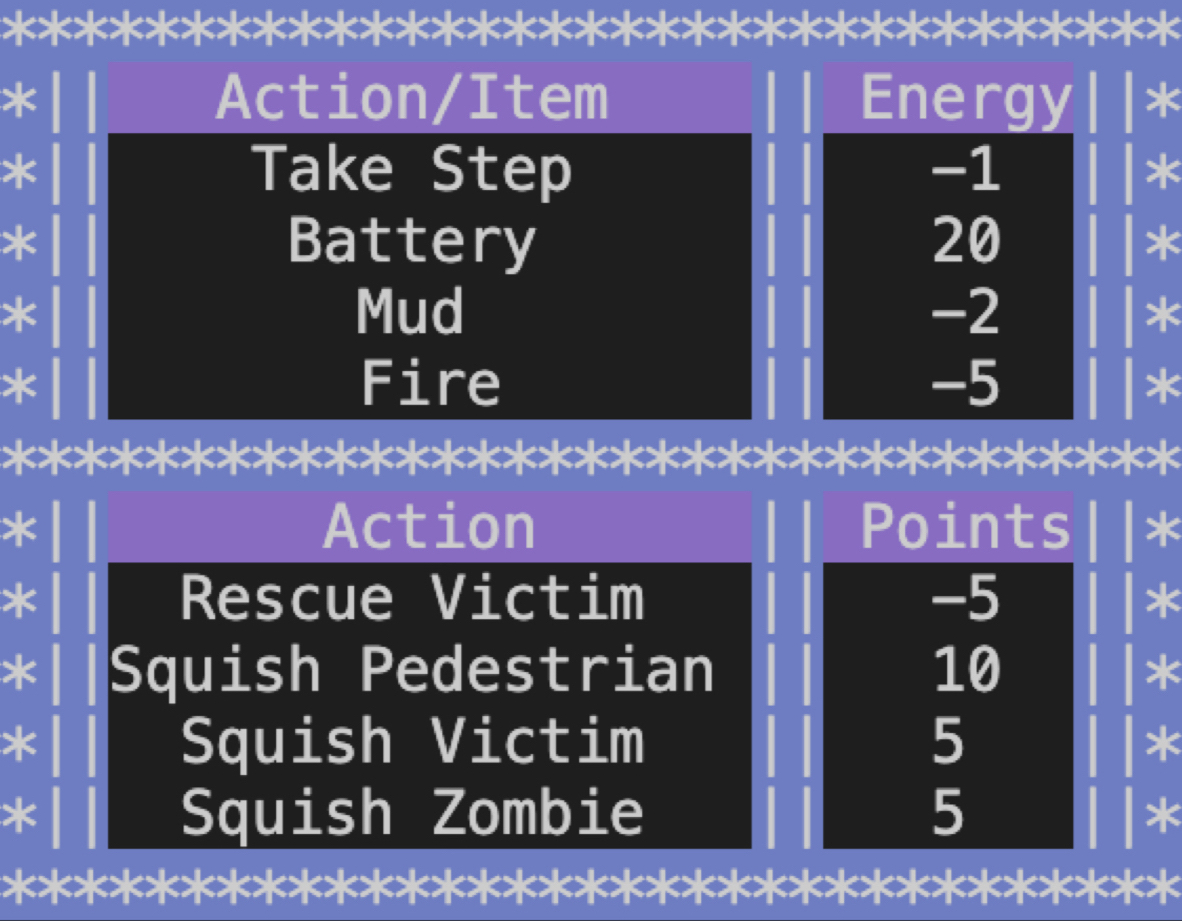 *********************************
*|| Action/Item || Energy||*
*|| Take Step || -1 ||*
*|| Battery || 20 ||*
*|| Mud || -2 ||*
*|| Fire || -5 ||*
*********************************
*|| Action || Points||*
*|| Rescue Victim || -5 ||*
*||Squish Pedestrian || 10 ||*
*|| Squish Victim || 5 ||*
*|| Squish Zombie || 5 ||*
*********************************